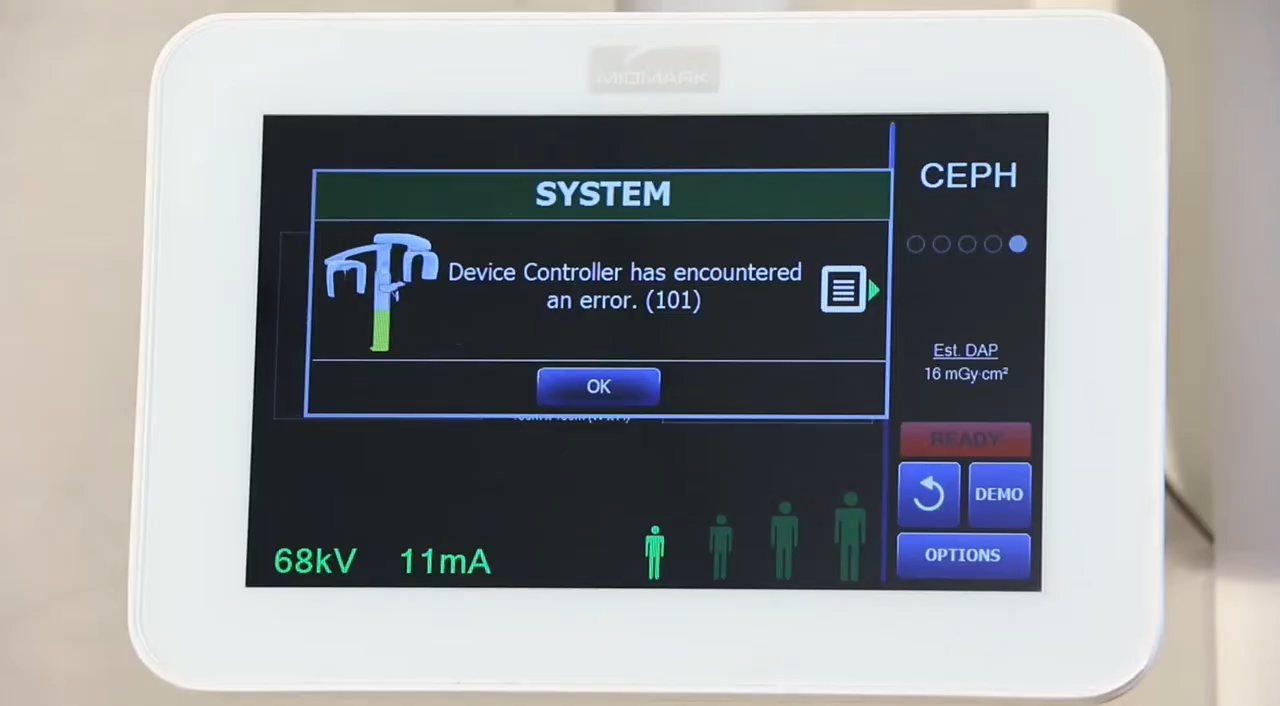 MIDMARK
SYSTEM
Device Controller has encountered
an error. (101)
OK
CEPH
Est. DAP
16 mGy·cm²
READY
DEMO
OPTIONS
68kV 11mA